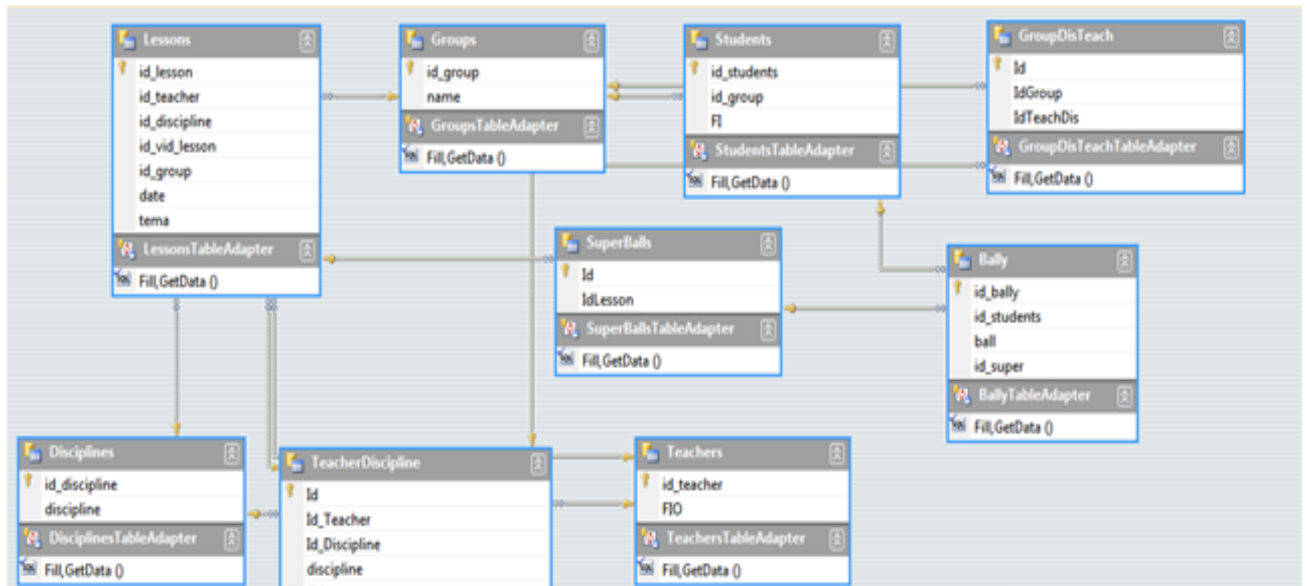 Lessons
id_lesson
id_teacher
id_discipline
id_vid_lesson
id_group
date
tema
LessonsTableAdapter
Fill,GetData ()
Groups
id_group
name
GroupsTableAdapter
Fill,GetData ()
Students
id_students
id_group
FI
StudentsTableAdapter
Fill,GetData ()
GroupDisTeach
Id
IdGroup
IdTeachDis
GroupDisTeachTableAdapter
Fill,GetData ()
SuperBalls
Id
IdLesson
SuperBallsTableAdapter
Fill,GetData ()
Bally
id_bally
id_students
ball
id_super
BallyTableAdapter
Fill,GetData ()
Disciplines
id_discipline
discipline
DisciplinesTableAdapter
Fill,GetData ()
TeacherDiscipline
Id
Id_Teacher
Id_Discipline
discipline
Teachers
id_teacher
FIO
TeachersTableAdapter
Fill,GetData ()